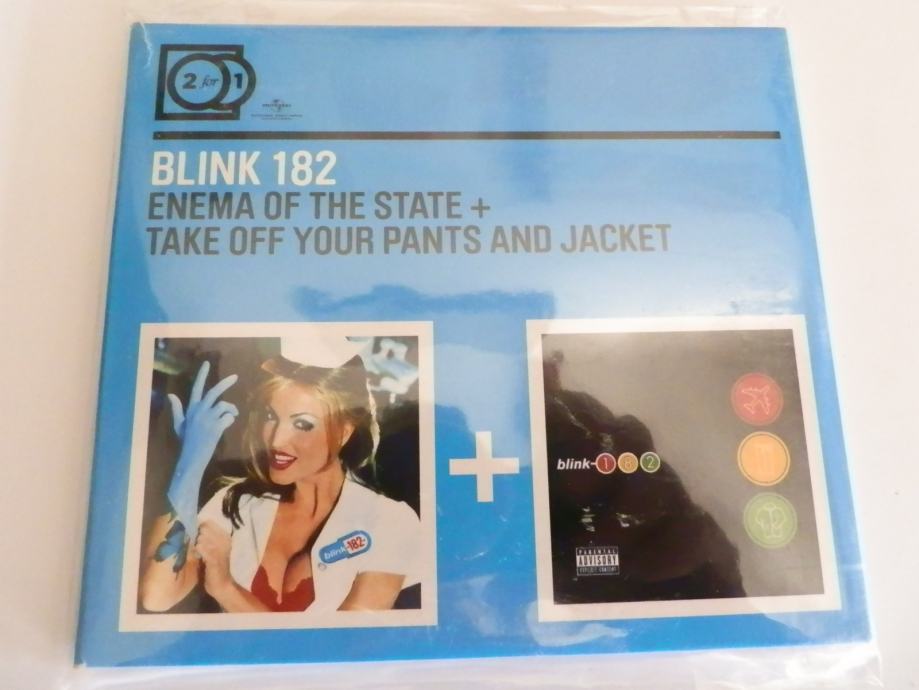 2 for 1
BLINK 182
ENEMA OF THE STATE +
TAKE OFF YOUR PANTS AND JACKET
blink-182
blink-182
PARENTAL
ADVISORY
EXPLICIT CONTENT